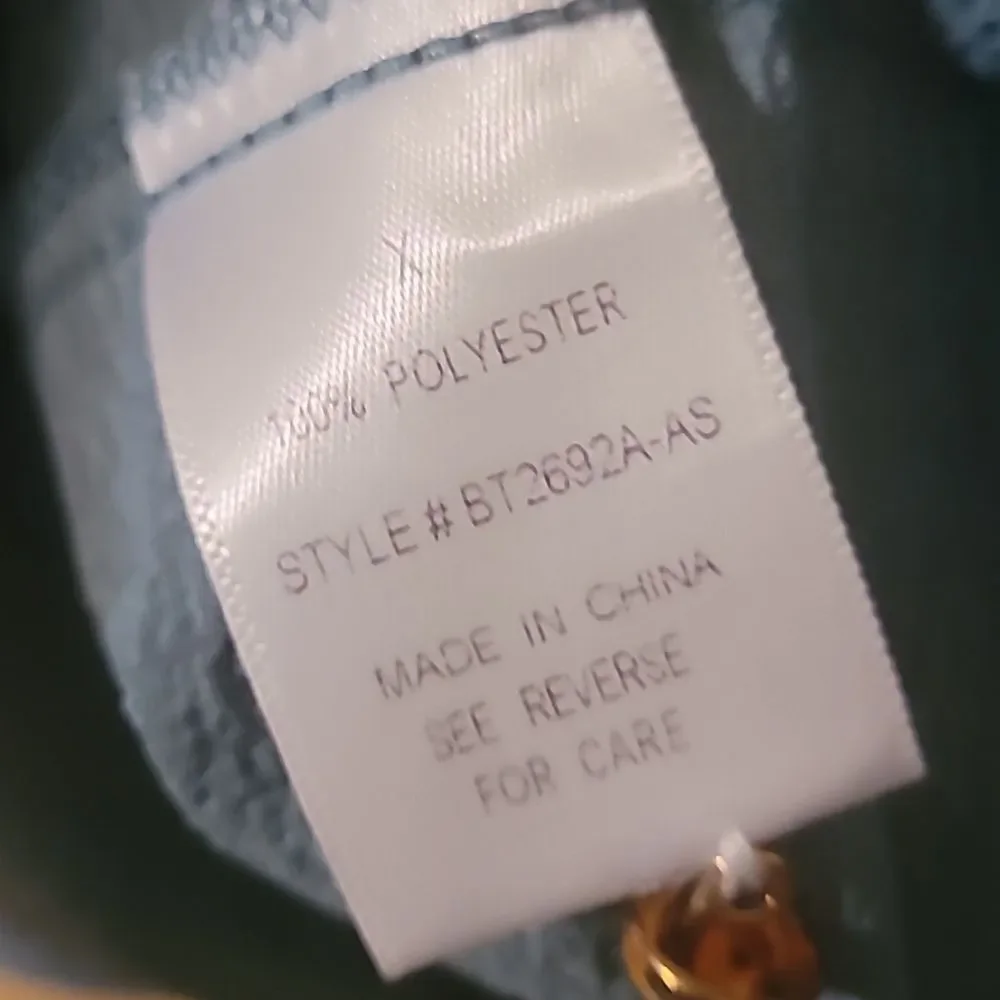 X
100% POLYESTER
STYLE # BT2692A-AS
MADE IN CHINA
SEE REVERSE
FOR CARE